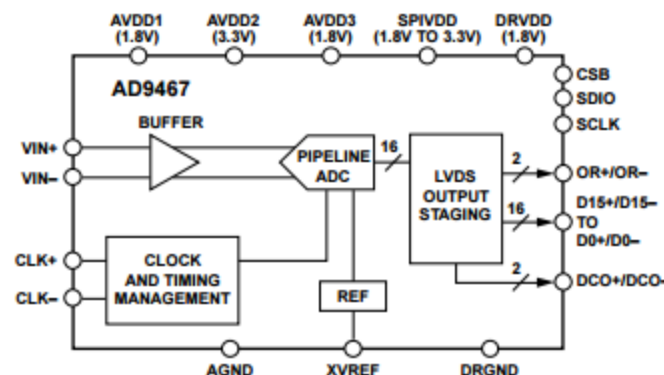 AVDD1 AVDD2 AVDD3 SPIVDD DRVDD
(1.8V) (3.3V) (1.8V) (1.8V TO 3.3V) (1.8V)
AD9467
CSB
SDIO
SCLK
BUFFER
VIN+
VIN–
PIPELINE
ADC
16
LVDS
OUTPUT
STAGING
2
OR+/OR–
16
D15+/D15–
TO
D0+/D0–
2
DCO+/DCO–
CLK+
CLK–
CLOCK
AND TIMING
MANAGEMENT
REF
AGND XVREF DRGND